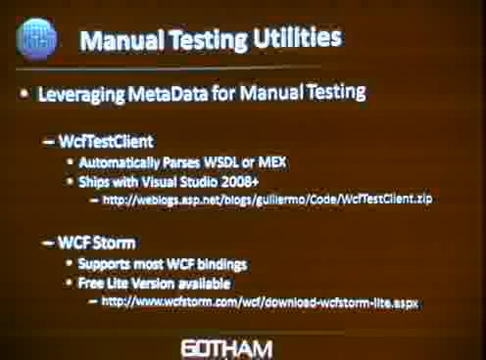 Manual Testing Utilities
• Leveraging MetaData for Manual Testing
– WcfTestClient
• Automatically Parses WSDL or MEX
• Ships with Visual Studio 2008+
– http://weblogs.asp.net/blogs/guillermo/Code/WcfTestClient.zip
– WCF Storm
• Supports most WCF bindings
• Free Lite Version available
– http://www.wcfstorm.com/wcf/download-wcfstorm-lite.aspx
GOTHAM